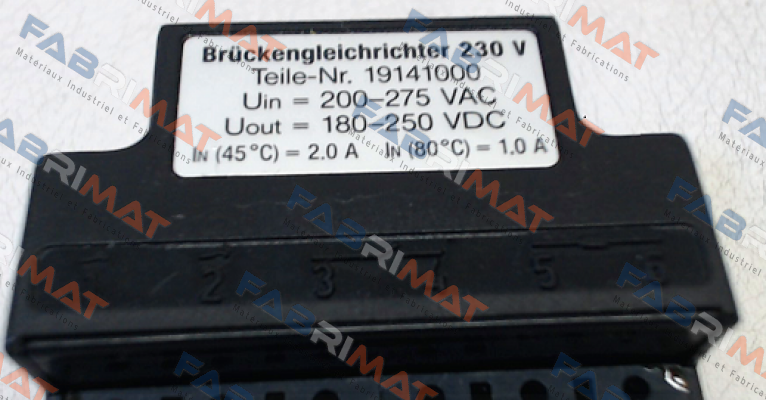 Brückengleichrichter 230 V
Teile-Nr. 19141000
Uin = 200–275 VAC
Uout = 180–250 VDC
IN (45°C) = 2.0 A IN (80°C) = 1.0 A
2 3 4 5 6
FABRIMAT
Materiaux Industriel et Fabrications